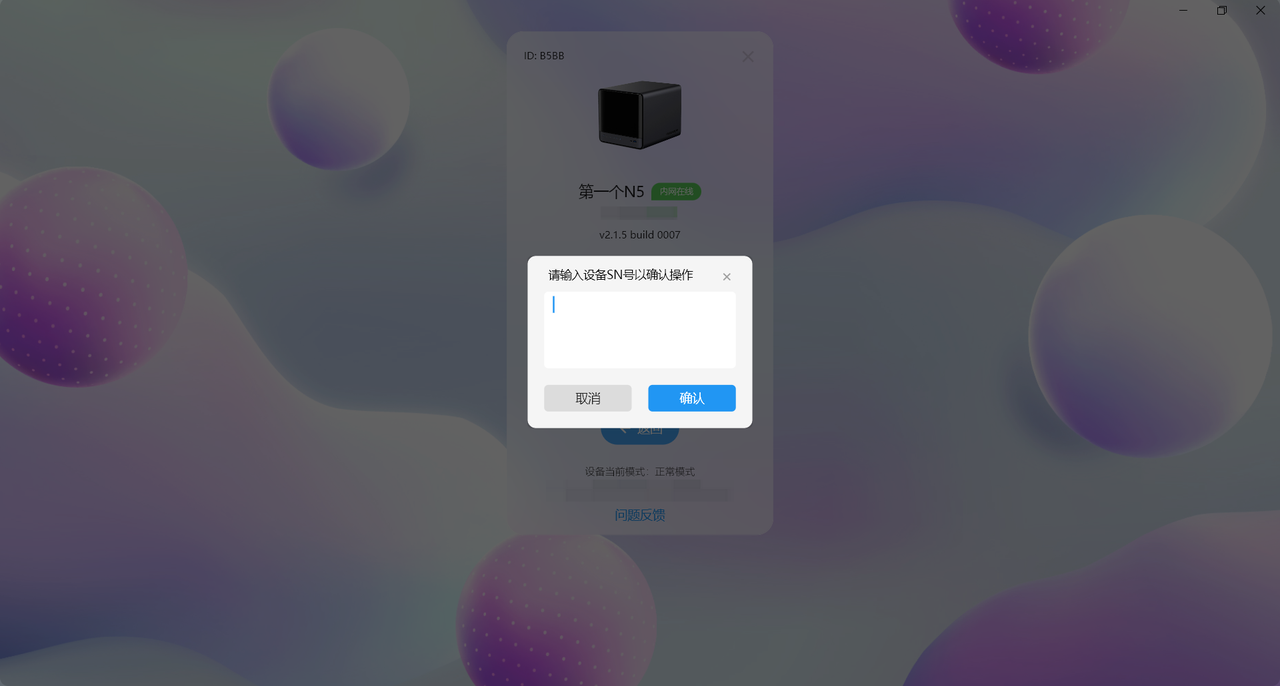 ID: B5BB
第一个N5 内网在线
v2.1.5 build 0007
请输入设备SN号以确认操作
取消 确认
返回
设备当前模式：正常模式
问题反馈